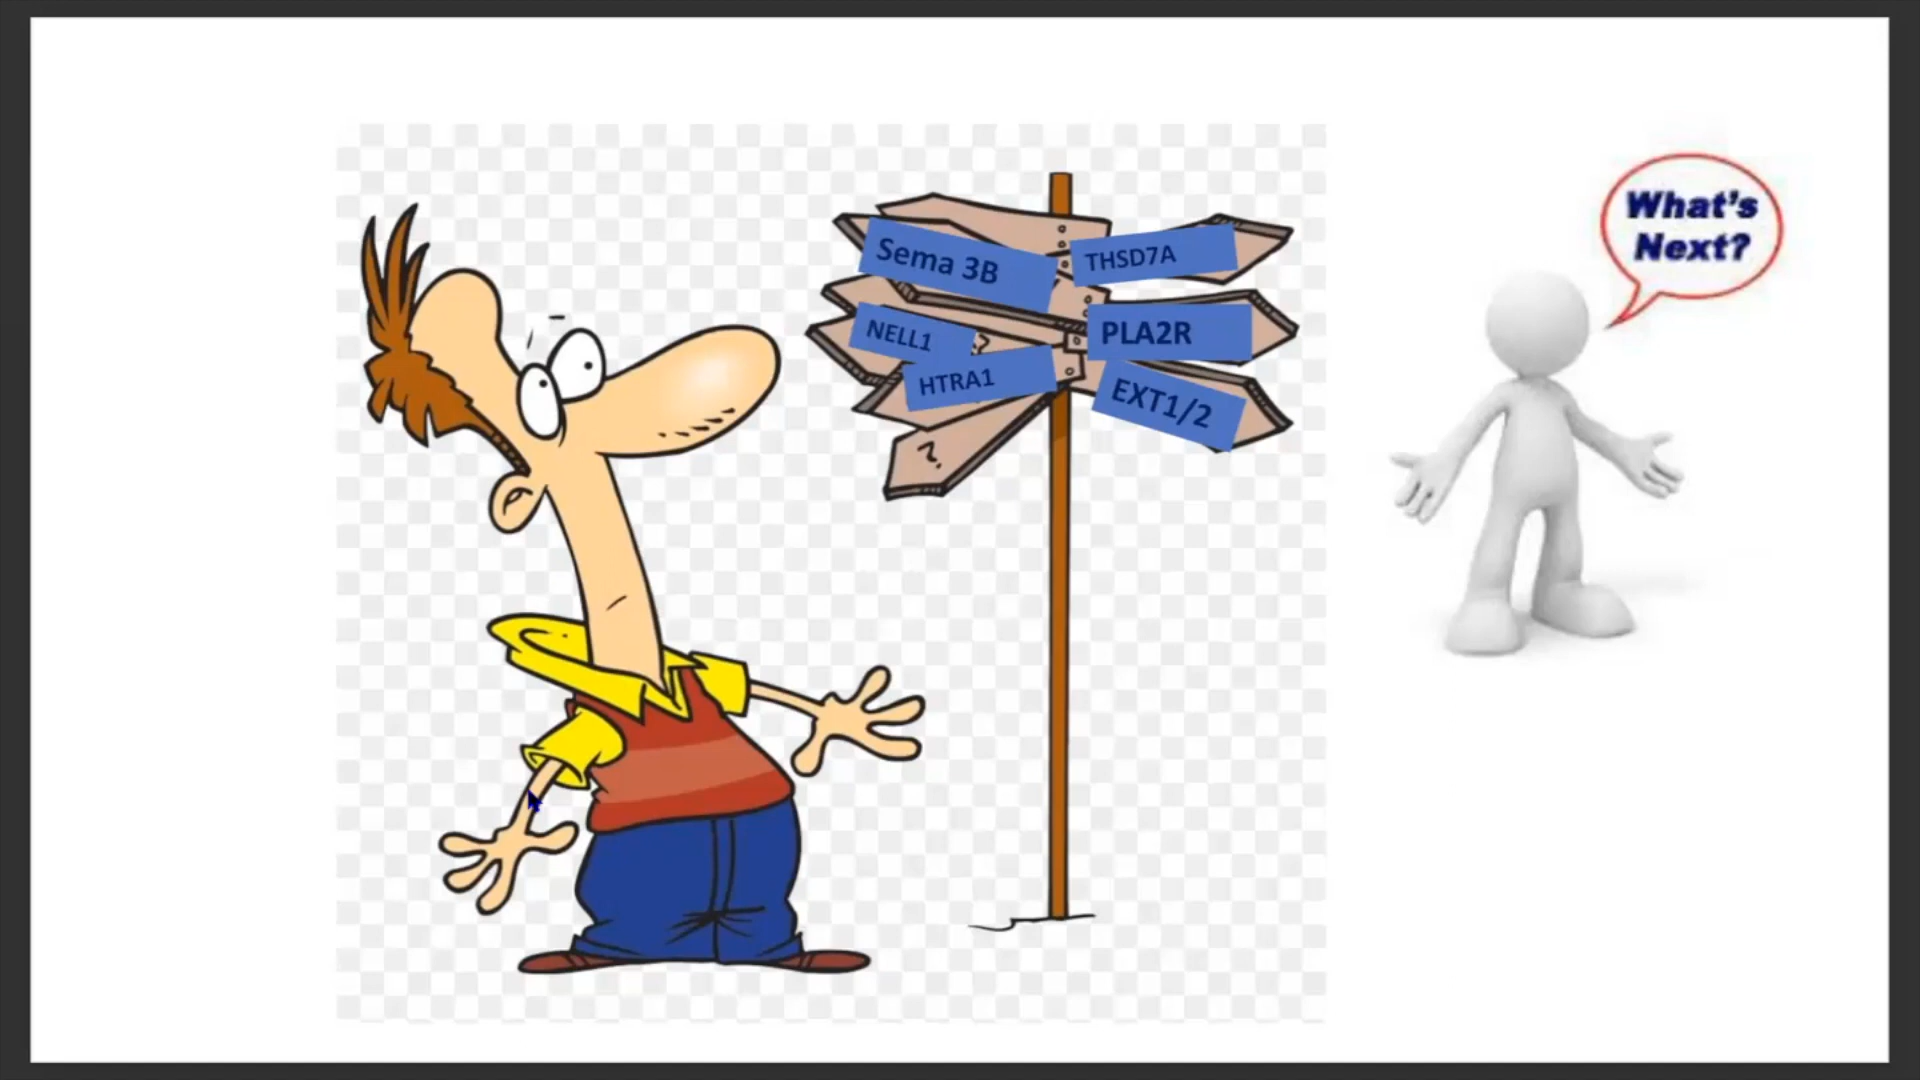 Sema 3B
THSD7A
NELL1
?
PLA2R
HTRA1
EXT1/2
?
What's
Next?